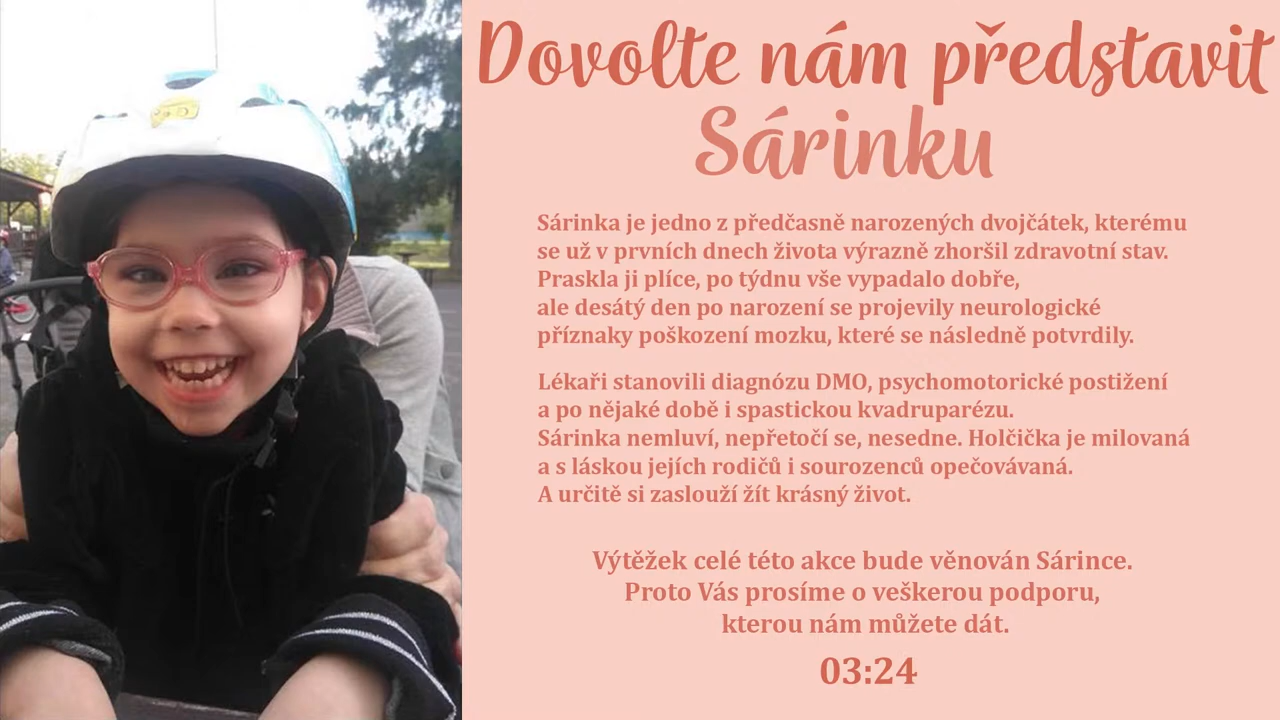 Dovolte nám představit
Sárinku
Sárinka je jedno z předčasně narozených dvojčátek, kterému
se už v prvních dnech života výrazně zhoršil zdravotní stav.
Praskla ji plíce, po týdnu vše vypadalo dobře,
ale desátý den po narození se projevily neurologické
příznaky poškození mozku, které se následně potvrdily.
Lékaři stanovili diagnózu DMO, psychomotorické postižení
a po nějaké době i spastickou kvadruparézu.
Sárinka nemluví, nepřetočí se, nesedne. Holčička je milovaná
a s láskou jejích rodičů i sourozenců opečovávaná.
A určitě si zaslouží žít krásný život.
Výtěžek celé této akce bude věnován Sárince.
Proto Vás prosíme o veškerou podporu,
kterou nám můžete dát.
03:24